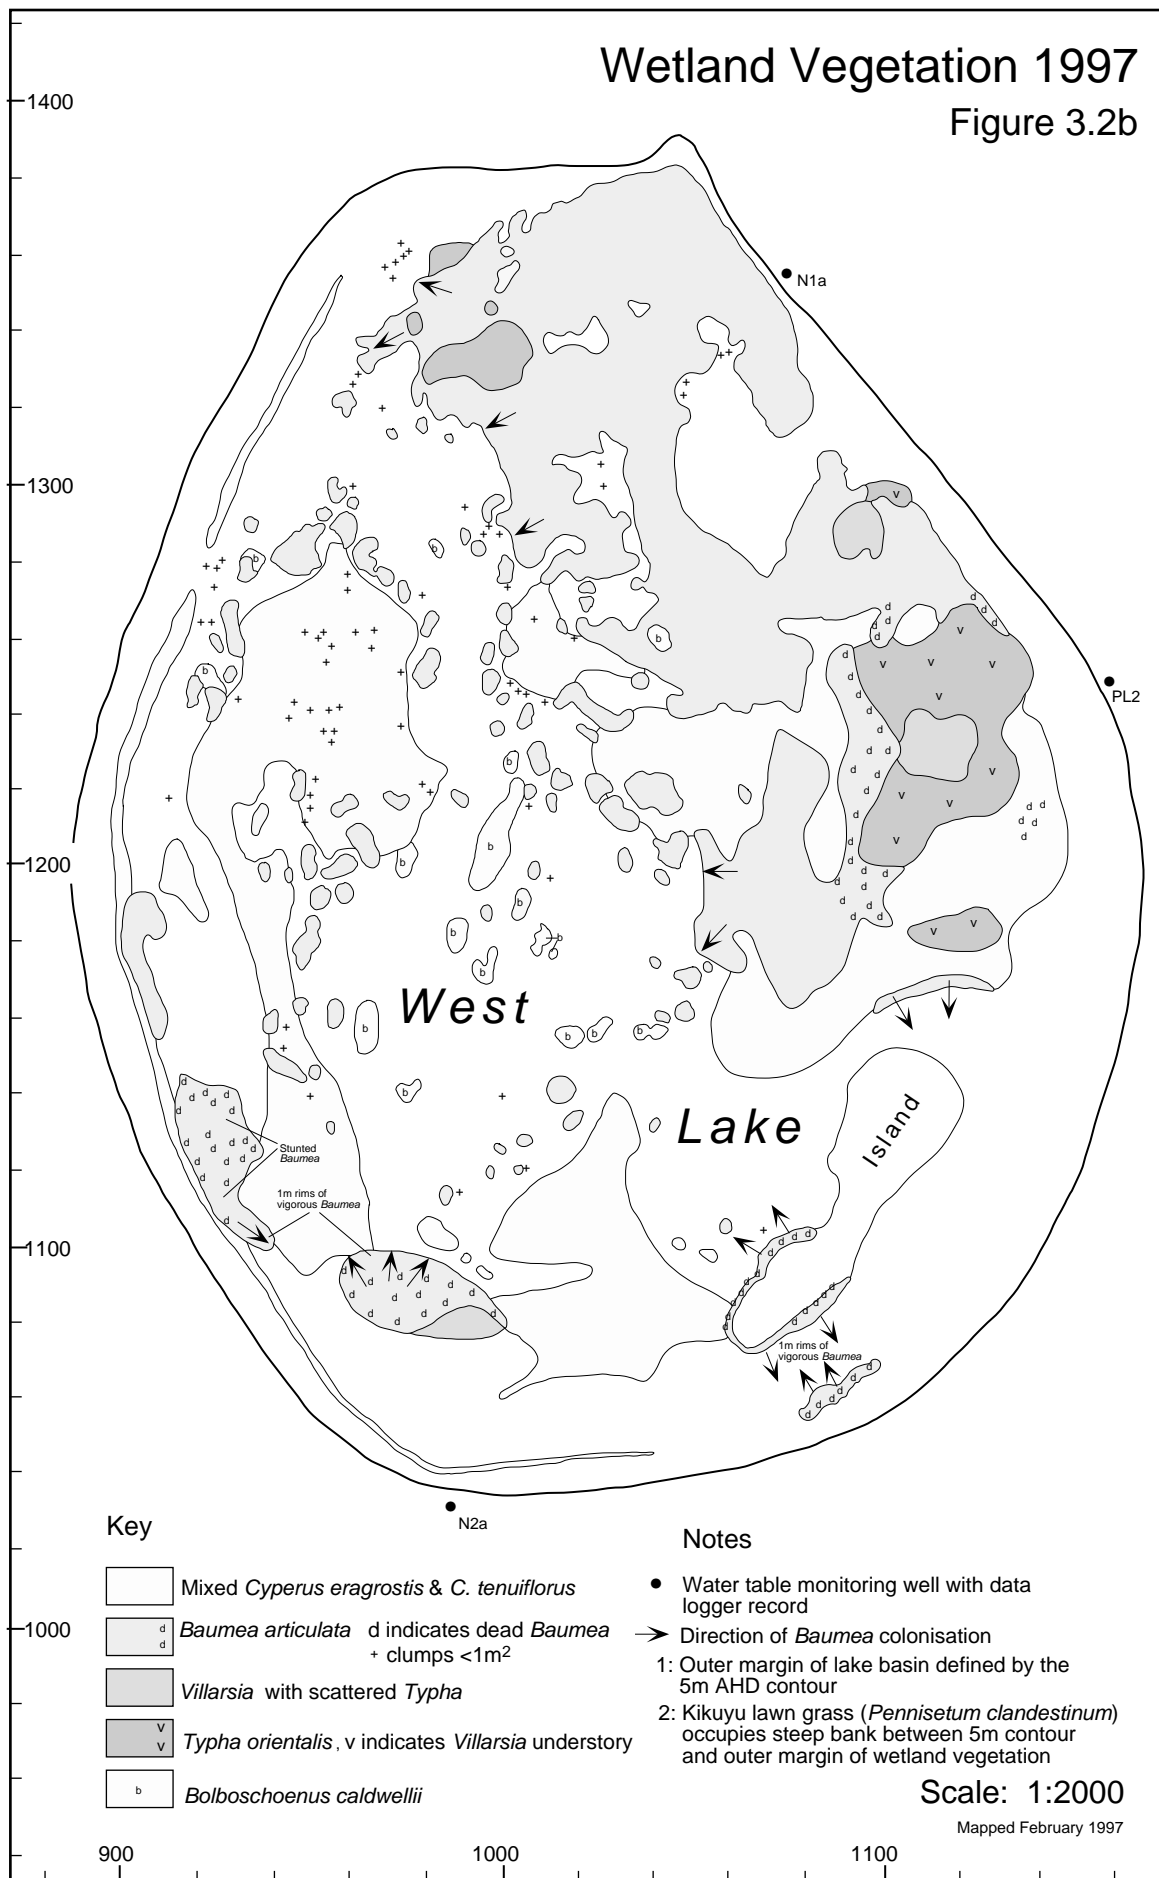 Wetland Vegetation 1997
Figure 3.2b
1400
N1a
1300
PL2
1200
West
Lake
Island
Stunted
Baumea
1m rims of
vigorous Baumea
1100
1m rims of
vigorous Baumea
N2a
Key
Mixed Cyperus eragrostis & C. tenuiflorus
Baumea articulata d indicates dead Baumea
+ clumps <1m²
Villarsia with scattered Typha
Typha orientalis, v indicates Villarsia understory
Bolboschoenus caldwellii
d
d
v
v
b
1000
Notes
Water table monitoring well with data
logger record
Direction of Baumea colonisation
1: Outer margin of lake basin defined by the
5m AHD contour
2: Kikuyu lawn grass (Pennisetum clandestinum)
occupies steep bank between 5m contour
and outer margin of wetland vegetation
Scale: 1:2000
Mapped February 1997
900
1000
1100